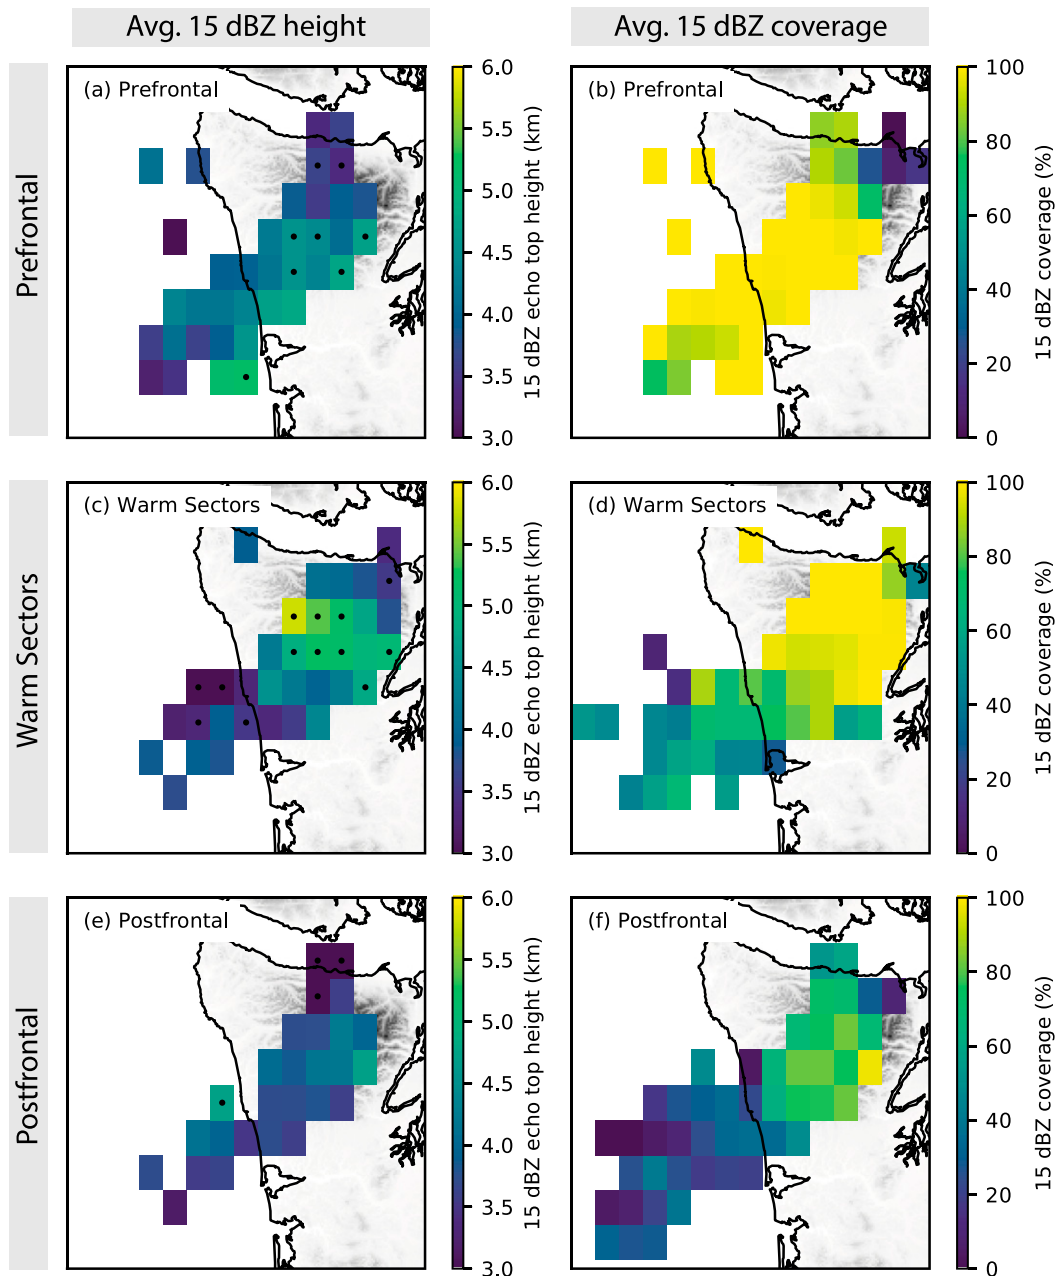 Avg. 15 dBZ height
Avg. 15 dBZ coverage
Prefrontal
(a) Prefrontal
6.0
5.5
5.0
4.5
4.0
3.5
3.0
15 dBZ echo top height (km)
(b) Prefrontal
100
80
60
40
20
0
15 dBZ coverage (%)
Warm Sectors
(c) Warm Sectors
6.0
5.5
5.0
4.5
4.0
3.5
3.0
15 dBZ echo top height (km)
(d) Warm Sectors
100
80
60
40
20
0
15 dBZ coverage (%)
Postfrontal
(e) Postfrontal
6.0
5.5
5.0
4.5
4.0
3.5
3.0
15 dBZ echo top height (km)
(f) Postfrontal
100
80
60
40
20
0
15 dBZ coverage (%)